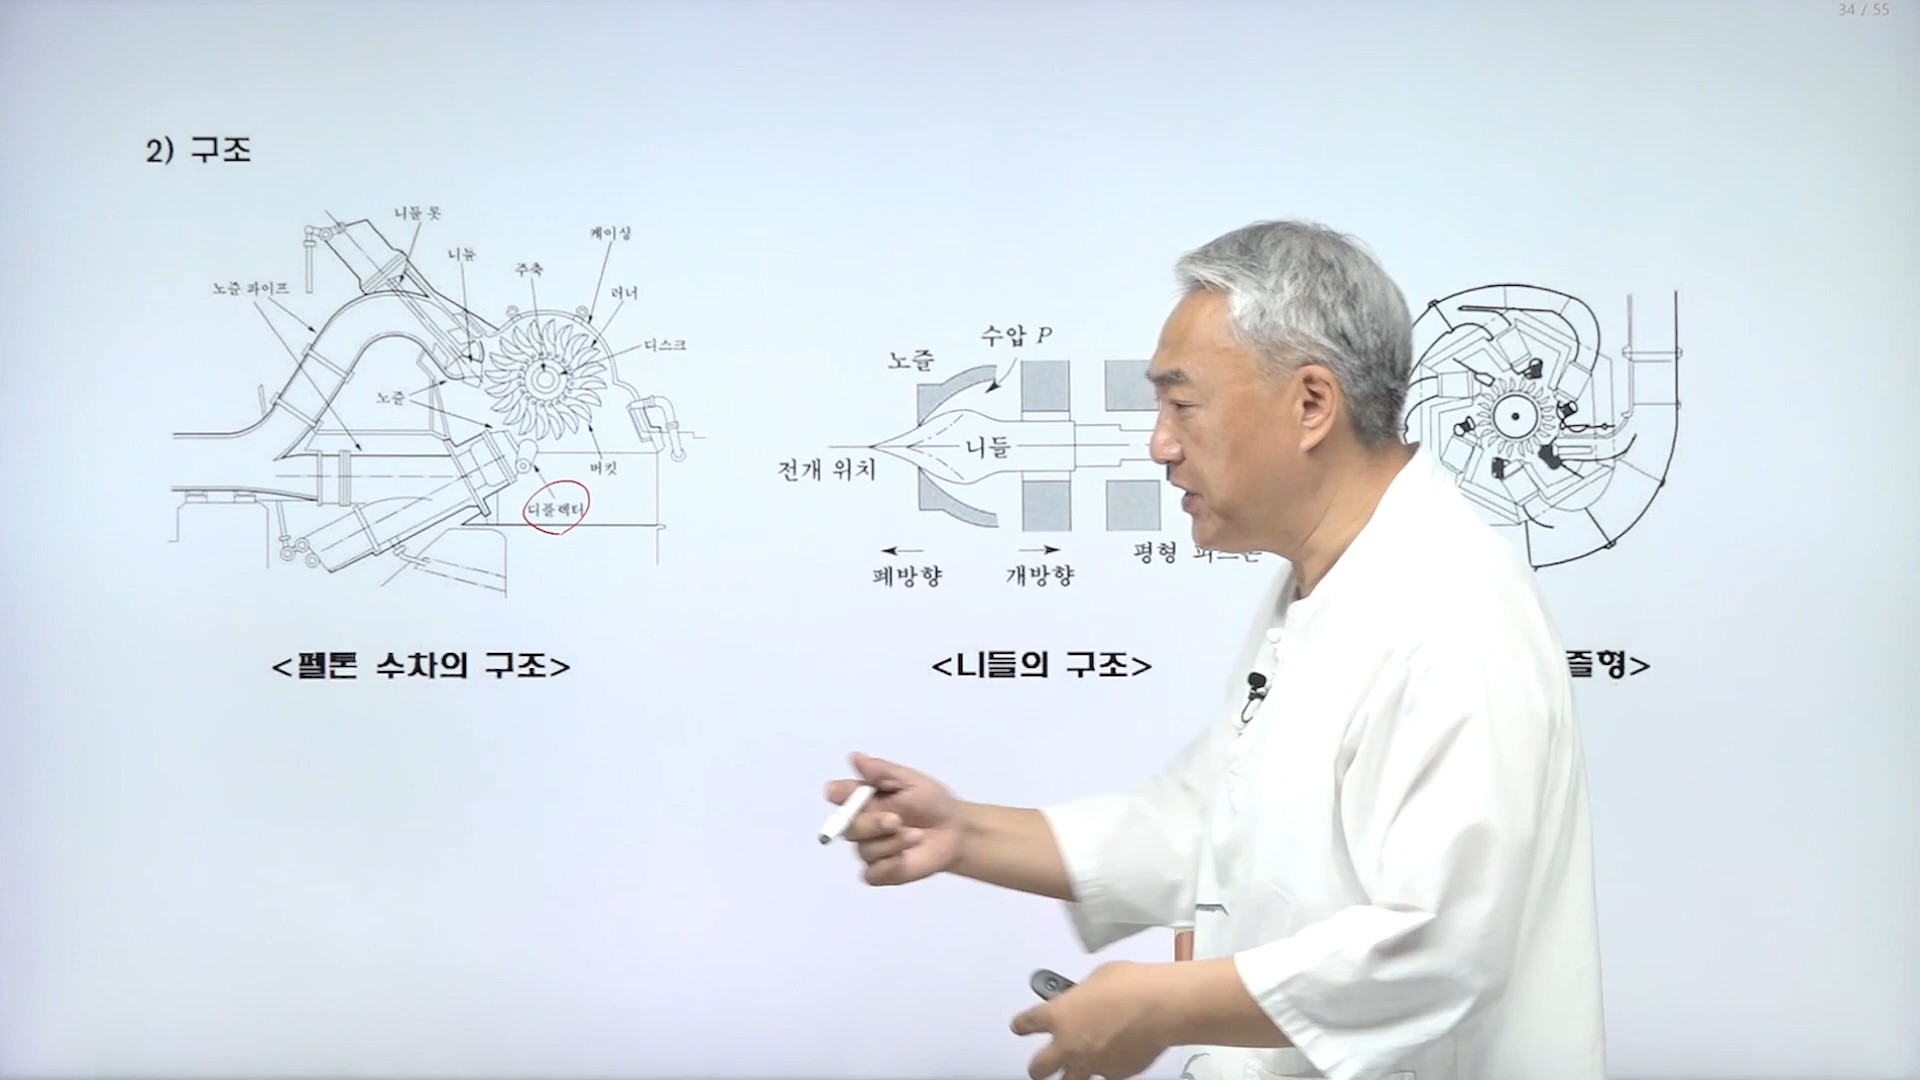 34 / 55
2) 구조
니들 롯
케이싱
니들
주축
노즐 파이프
러너
디스크
노즐
버킷
디플렉터
수압 P
노즐
니들
전개 위치
평형
폐방향
개방향
<펠톤 수차의 구조>
<니들의 구조>
즐형>